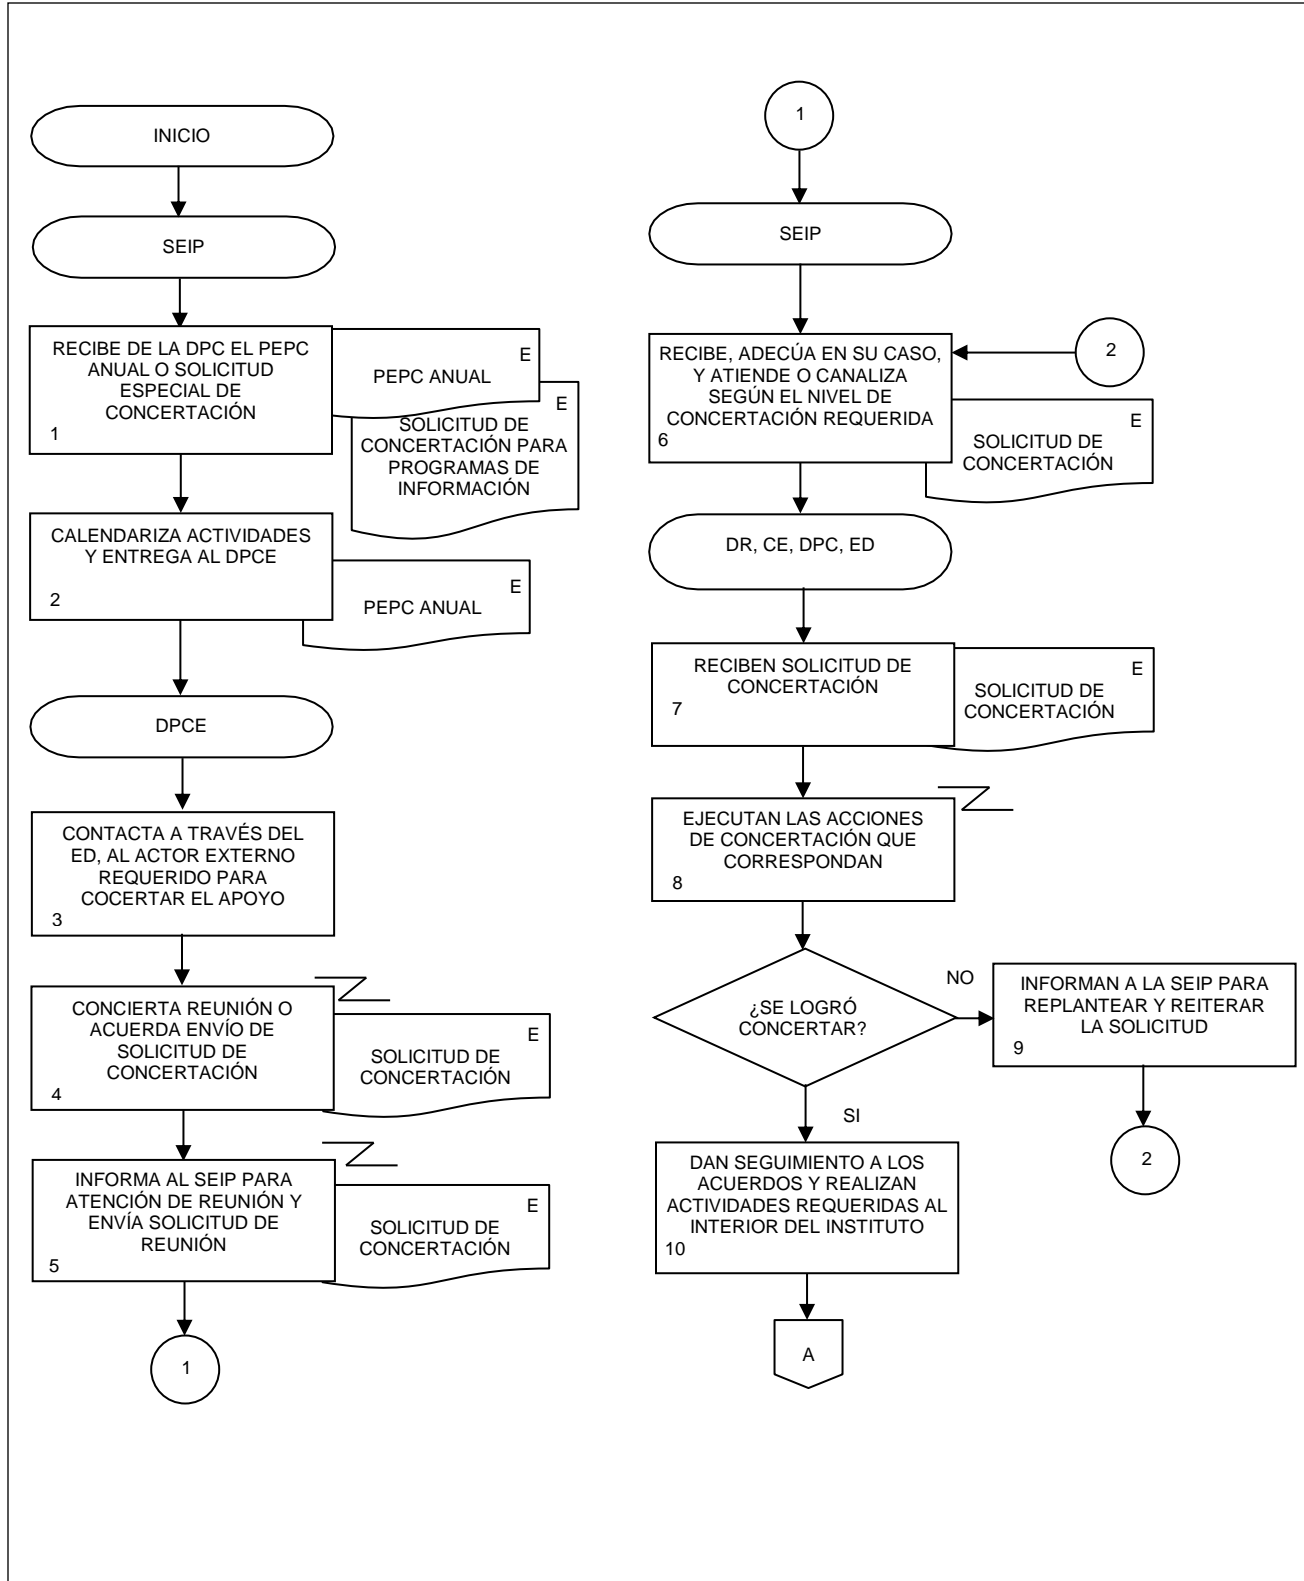 INICIO
SEIP
RECIBE DE LA DPC EL PEPC
ANUAL O SOLICITUD
ESPECIAL DE
CONCERTACIÓN
1
E
PEPC ANUAL
E
SOLICITUD DE
CONCERTACIÓN PARA
PROGRAMAS DE
INFORMACIÓN
CALENDARIZA ACTIVIDADES
Y ENTREGA AL DPCE
2
E
PEPC ANUAL
DPCE
CONTACTA A TRAVÉS DEL
ED, AL ACTOR EXTERNO
REQUERIDO PARA
COCERTAR EL APOYO
3
CONCIERTA REUNIÓN O
ACUERDA ENVÍO DE
SOLICITUD DE
CONCERTACIÓN
4
E
SOLICITUD DE
CONCERTACIÓN
INFORMA AL SEIP PARA
ATENCIÓN DE REUNIÓN Y
ENVÍA SOLICITUD DE
REUNIÓN
5
E
SOLICITUD DE
CONCERTACIÓN
1
1
SEIP
RECIBE, ADECÚA EN SU CASO,
Y ATIENDE O CANALIZA
SEGÚN EL NIVEL DE
CONCERTACIÓN REQUERIDA
6
2
E
SOLICITUD DE
CONCERTACIÓN
DR, CE, DPC, ED
RECIBEN SOLICITUD DE
CONCERTACIÓN
7
E
SOLICITUD DE
CONCERTACIÓN
EJECUTAN LAS ACCIONES
DE CONCERTACIÓN QUE
CORRESPONDAN
8
¿SE LOGRÓ
CONCERTAR?
NO
INFORMAN A LA SEIP PARA
REPLANTEAR Y REITERAR
LA SOLICITUD
9
2
SI
DAN SEGUIMIENTO A LOS
ACUERDOS Y REALIZAN
ACTIVIDADES REQUERIDAS AL
INTERIOR DEL INSTITUTO
10
A